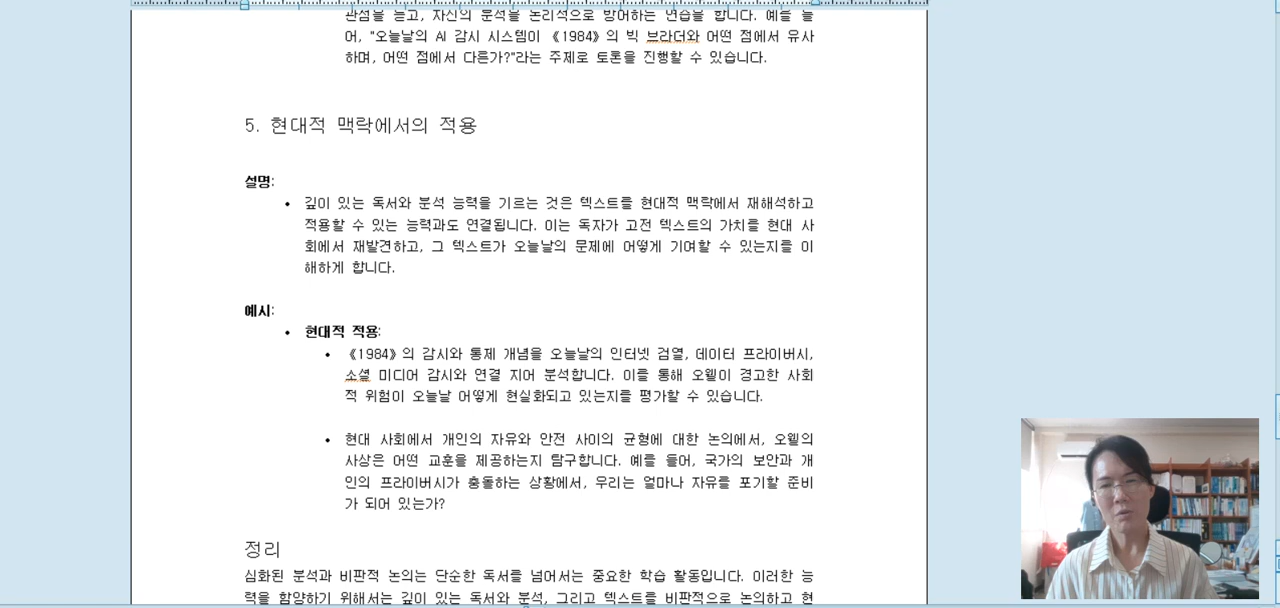 관점을 듣고, 자신의 분석을 논리적으로 방어하는 연습을 합니다. 예를 들
어, "오늘날의 AI 감시 시스템이 《1984》의 빅 브라더와 어떤 점에서 유사
하며, 어떤 점에서 다른가?"라는 주제로 토론을 진행할 수 있습니다.
5. 현대적 맥락에서의 적용
설명:
• 깊이 있는 독서와 분석 능력을 기르는 것은 텍스트를 현대적 맥락에서 재해석하고
적용할 수 있는 능력과도 연결됩니다. 이는 독자가 고전 텍스트의 가치를 현대 사
회에서 재발견하고, 그 텍스트가 오늘날의 문제에 어떻게 기여할 수 있는지를 이
해하게 합니다.
예시:
• 현대적 적용:
• 《1984》의 감시와 통제 개념을 오늘날의 인터넷 검열, 데이터 프라이버시,
소셜 미디어 감시와 연결 지어 분석합니다. 이를 통해 오웰이 경고한 사회
적 위험이 오늘날 어떻게 현실화되고 있는지를 평가할 수 있습니다.
• 현대 사회에서 개인의 자유와 안전 사이의 균형에 대한 논의에서, 오웰의
사상은 어떤 교훈을 제공하는지 탐구합니다. 예를 들어, 국가의 보안과 개
인의 프라이버시가 충돌하는 상황에서, 우리는 얼마나 자유를 포기할 준비
가 되어 있는가?
정리
심화된 분석과 비판적 논의는 단순한 독서를 넘어서는 중요한 학습 활동입니다. 이러한 능
력을 함양하기 위해서는 깊이 있는 독서와 분석, 그리고 텍스트를 비판적으로 논의하고 현